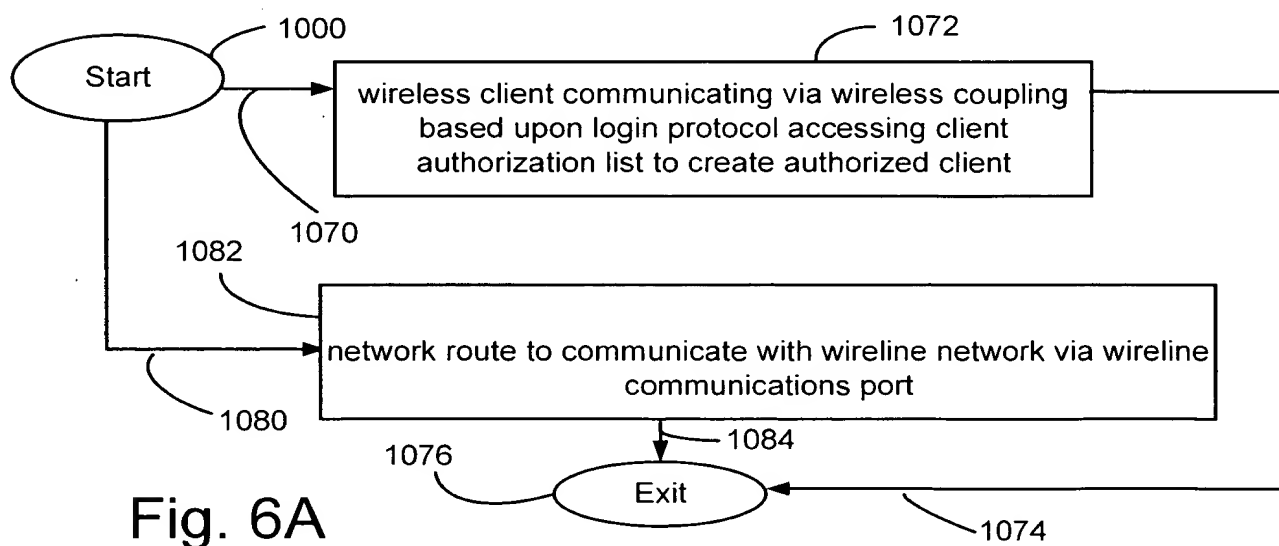 1000
1072
Start
wireless client communicating via wireless coupling
based upon login protocol accessing client
authorization list to create authorized client
1070
1082
network route to communicate with wireline network via wireline
communications port
1080
1084
1076
Exit
1074
Fig. 6A